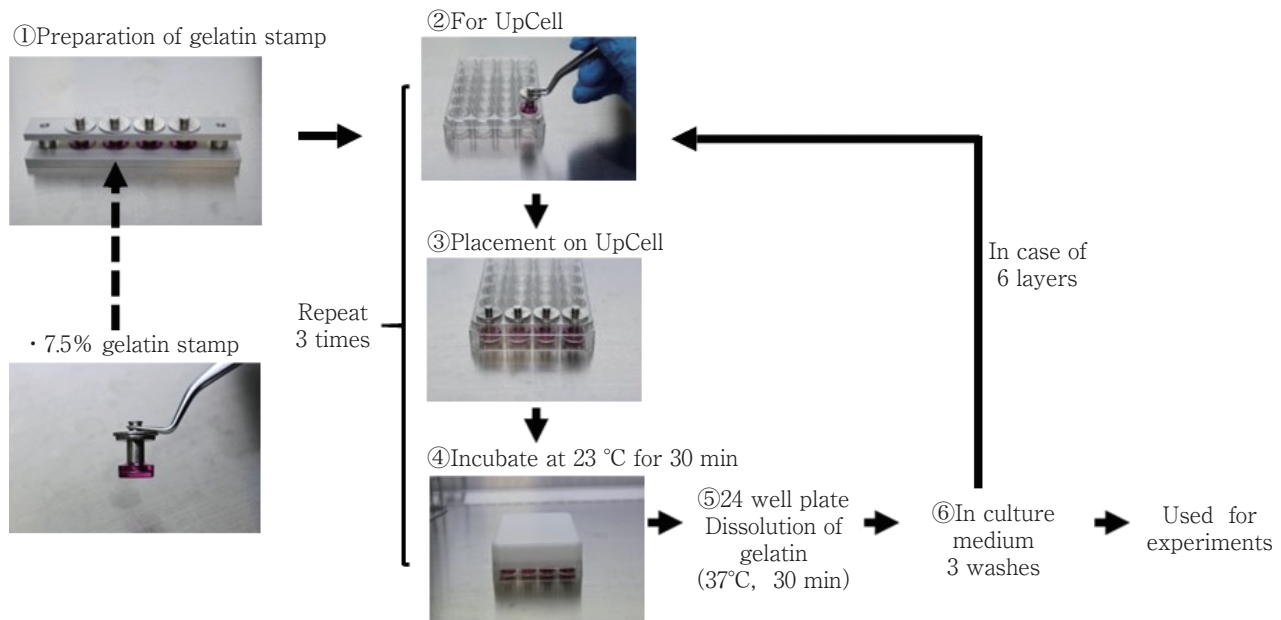 ①Preparation of gelatin stamp
・7.5% gelatin stamp
Repeat
3 times
②For UpCell
③Placement on UpCell
④Incubate at 23 ℃ for 30 min
⑤24 well plate
Dissolution of
gelatin
(37℃, 30 min)
⑥In culture
medium
3 washes
In case of
6 layers
Used for
experiments